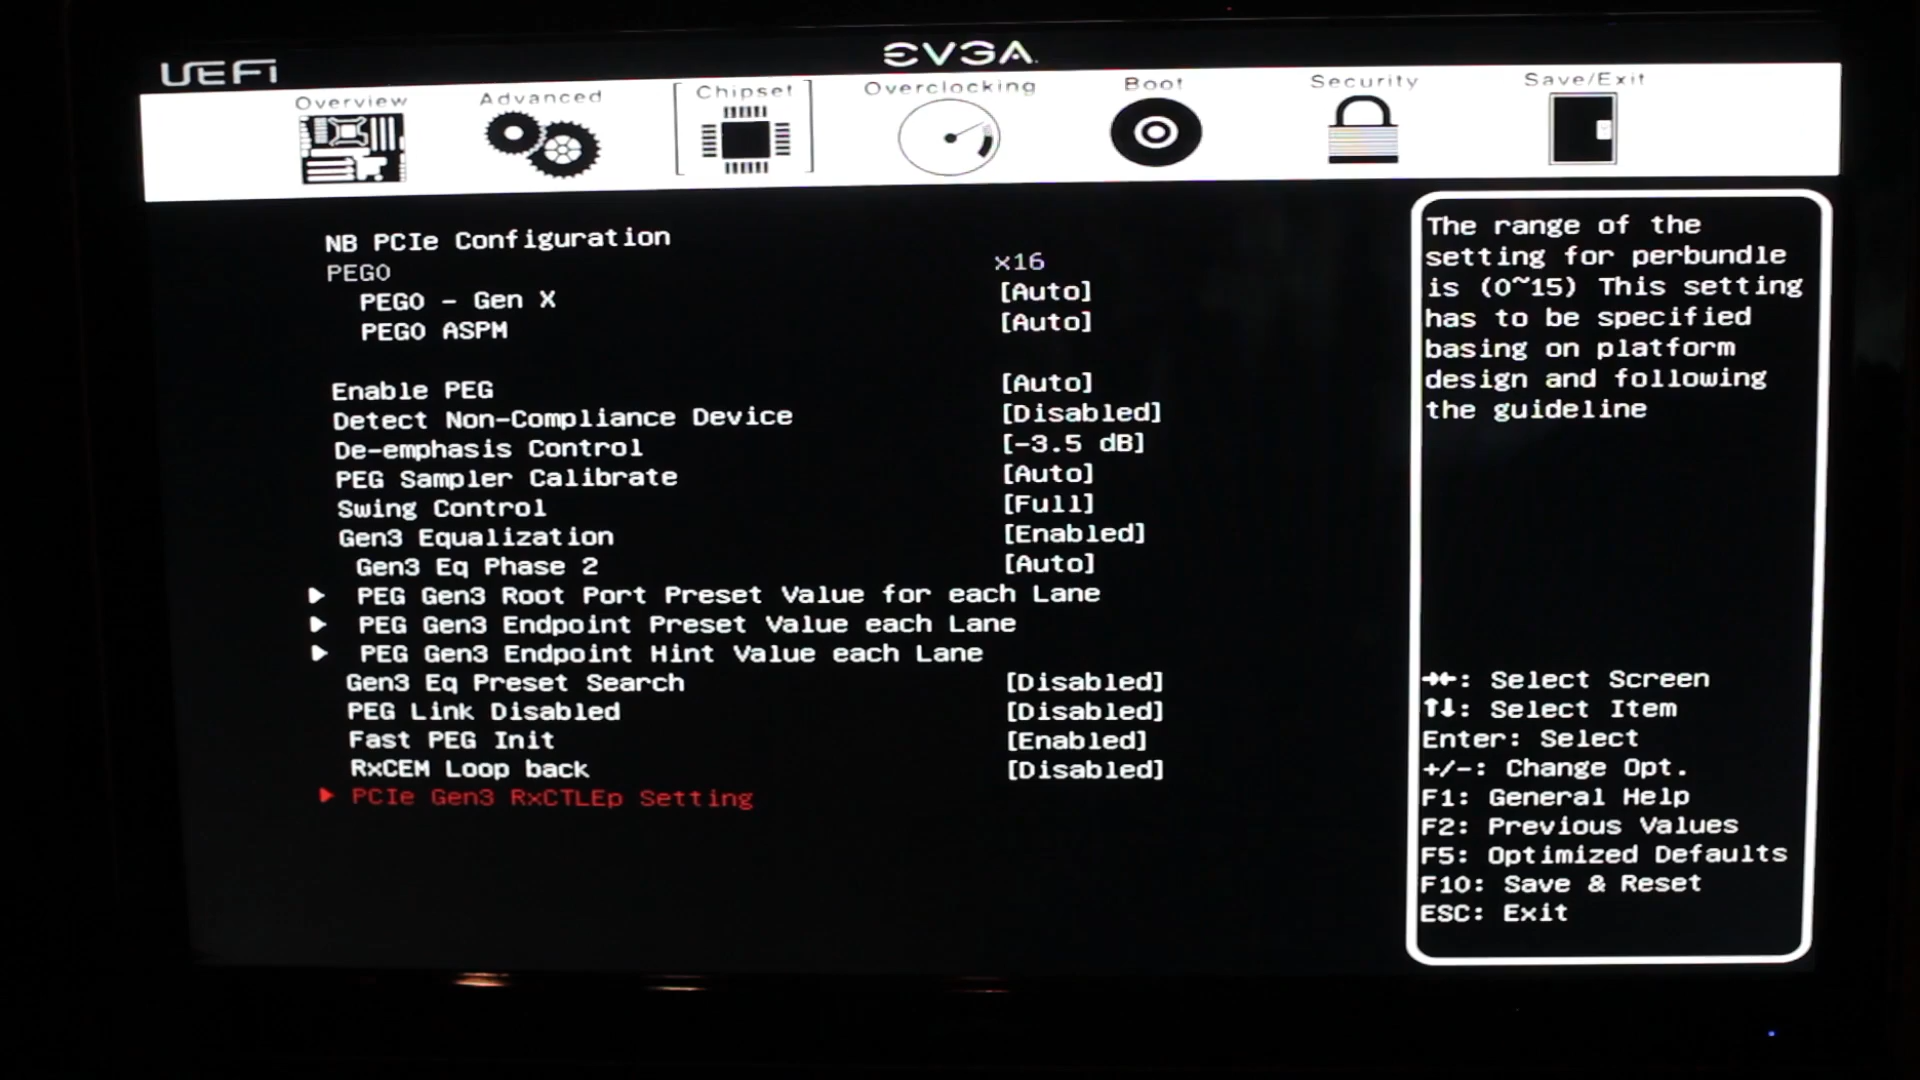 UEFI
EVGA
Overview Advanced Chipset Overclocking Boot Security Save/Exit
NB PCIe Configuration
PEG0 x16
PEG0 - Gen X [Auto]
PEG0 ASPM [Auto]
Enable PEG [Auto]
Detect Non-Compliance Device [Disabled]
De-emphasis Control [-3.5 dB]
PEG Sampler Calibrate [Auto]
Swing Control [Full]
Gen3 Equalization [Enabled]
Gen3 Eq Phase 2 [Auto]
PEG Gen3 Root Port Preset Value for each Lane
PEG Gen3 Endpoint Preset Value each Lane
PEG Gen3 Endpoint Hint Value each Lane
Gen3 Eq Preset Search [Disabled]
PEG Link Disabled [Disabled]
Fast PEG Init [Enabled]
RxCEM Loop back [Disabled]
PCIe Gen3 RxCTLEp Setting
The range of the
setting for perbundle
is (0~15) This setting
has to be specified
basing on platform
design and following
the guideline
→←: Select Screen
↑↓: Select Item
Enter: Select
+/-: Change Opt.
F1: General Help
F2: Previous Values
F5: Optimized Defaults
F10: Save & Reset
ESC: Exit